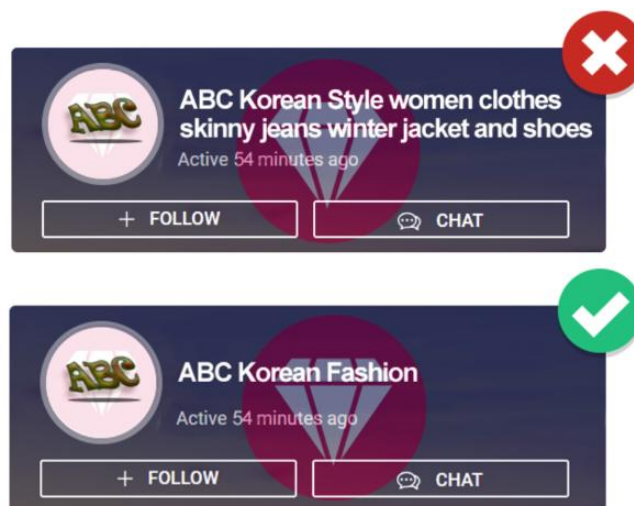 ABC
ABC Korean Style women clothes
skinny jeans winter jacket and shoes
Active 54 minutes ago
+ FOLLOW
CHAT
ABC
ABC Korean Fashion
Active 54 minutes ago
+ FOLLOW
CHAT